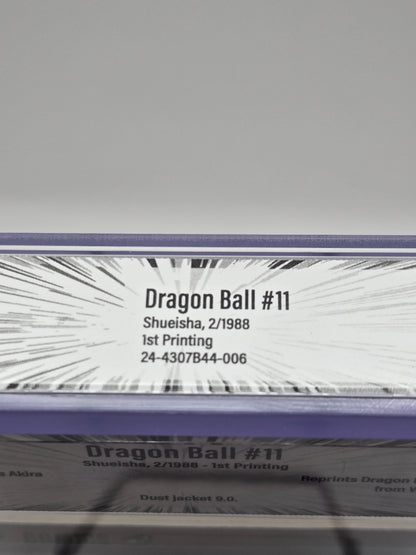 Dragon Ball #11
Shueisha, 2/1988
1st Printing
24-4307B44-006
Dragon Ball #11
Shueisha, 2/1988 - 1st Printing
Akira
Reprints Dragon
from
Dust jacket 9.0.